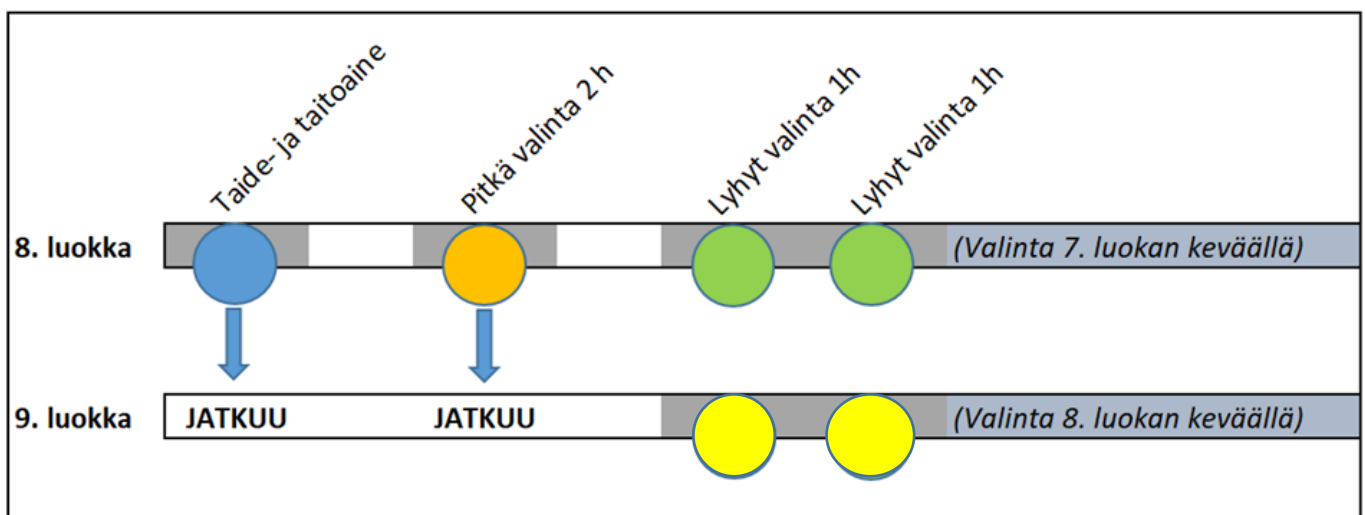 Taide- ja taitoaine
Pitkä valinta 2 h
Lyhyt valinta 1h
Lyhyt valinta 1h
8. luokka
(Valinta 7. luokan keväällä)
9. luokka
JATKUU
JATKUU
(Valinta 8. luokan keväällä)